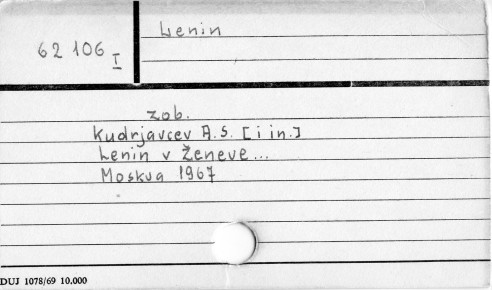 Lenin
62 106 I
zob.
Kudrjavcev A.S. [i in.]
Lenin v Ženeve...
Moskva 1967
DUJ 1078/69 10.000